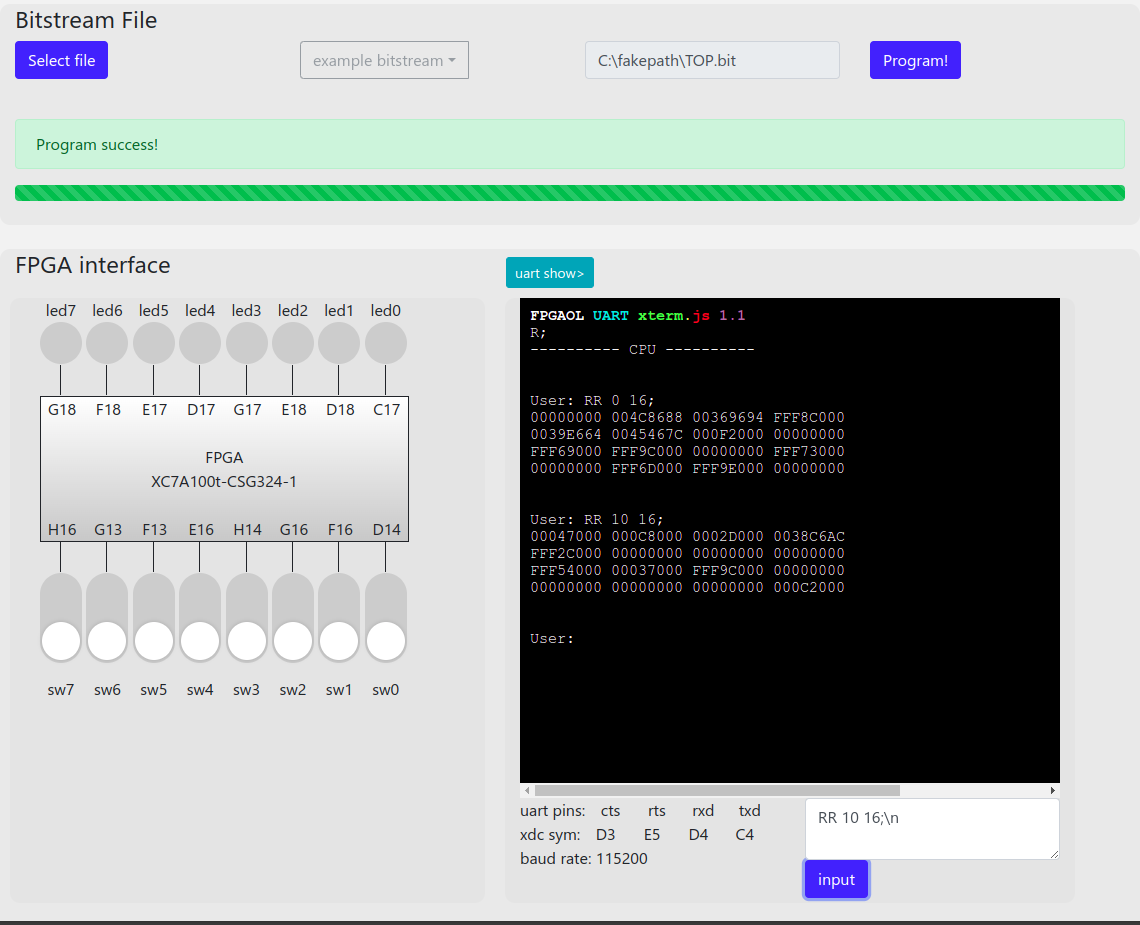 Bitstream File
Select file
example bitstream
C:\fakepath\TOP.bit
Program!
Program success!
FPGA interface
uart show>
led7 led6 led5 led4 led3 led2 led1 led0
G18 F18 E17 D17 G17 E18 D18 C17
FPGA
XC7A100t-CSG324-1
H16 G13 F13 E16 H14 G16 F16 D14
sw7 sw6 sw5 sw4 sw3 sw2 sw1 sw0
FPGAOL UART xterm.js 1.1
R;
---------- CPU ----------
User: RR 0 16;
00000000 004C8688 00369694 FFF8C000
0039E664 0045467C 000F2000 00000000
FFF69000 FFF9C000 00000000 FFF73000
00000000 FFF6D000 FFF9E000 00000000
User: RR 10 16;
00047000 000C8000 0002D000 0038C6AC
FFF2C000 00000000 00000000 00000000
FFF54000 00037000 FFF9C000 00000000
00000000 00000000 00000000 000C2000
User:
uart pins: cts rts rxd txd
xdc sym: D3 E5 D4 C4
baud rate: 115200
RR 10 16;\n
input